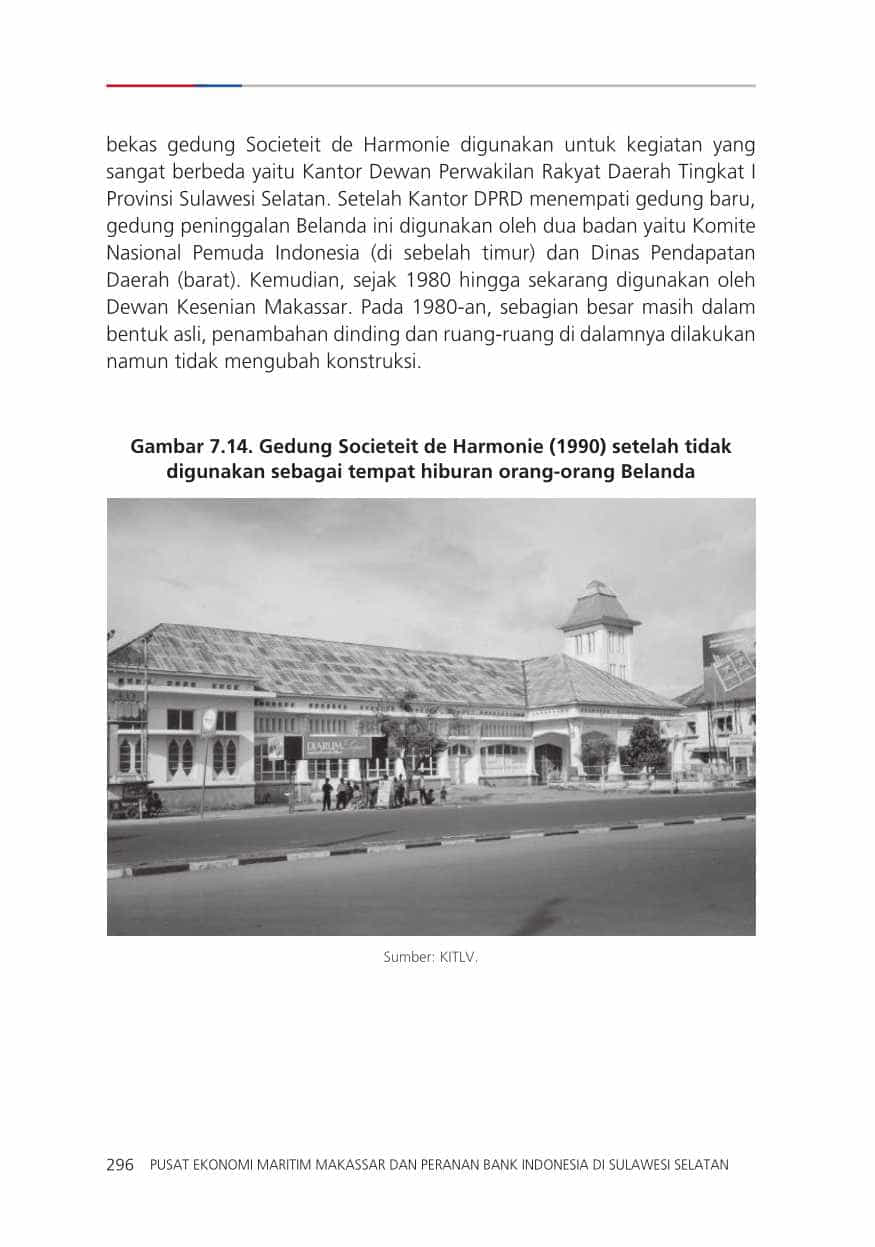 bekas gedung Societeit de Harmonie digunakan untuk kegiatan yang
sangat berbeda yaitu Kantor Dewan Perwakilan Rakyat Daerah Tingkat I
Provinsi Sulawesi Selatan. Setelah Kantor DPRD menempati gedung baru,
gedung peninggalan Belanda ini digunakan oleh dua badan yaitu Komite
Nasional Pemuda Indonesia (di sebelah timur) dan Dinas Pendapatan
Daerah (barat). Kemudian, sejak 1980 hingga sekarang digunakan oleh
Dewan Kesenian Makassar. Pada 1980-an, sebagian besar masih dalam
bentuk asli, penambahan dinding dan ruang-ruang di dalamnya dilakukan
namun tidak mengubah konstruksi.
Gambar 7.14. Gedung Societeit de Harmonie (1990) setelah tidak
digunakan sebagai tempat hiburan orang-orang Belanda
DJARUM
Sumber: KITLV.
296 PUSAT EKONOMI MARITIM MAKASSAR DAN PERANAN BANK INDONESIA DI SULAWESI SELATAN